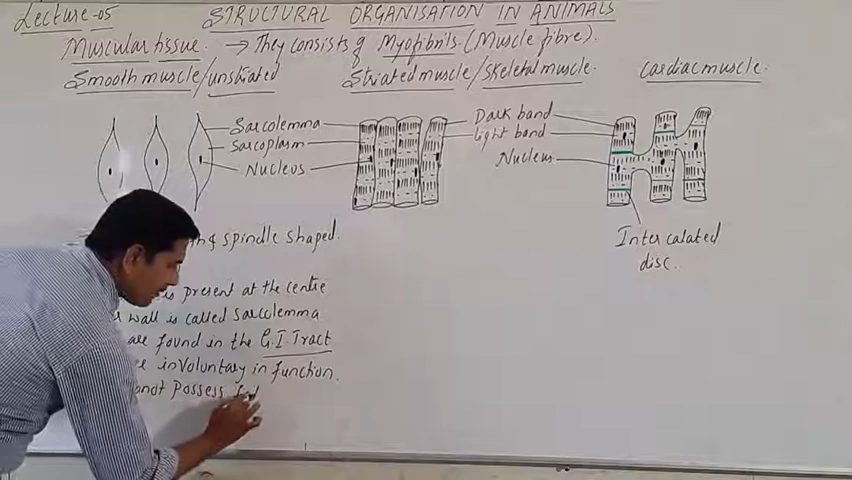 Lecture-05
STRUCTURAL ORGANISATION IN ANIMALS
Muscular tissue. → They consists of Myofibrils. (Muscle fibre).
Smooth muscle/unstriated
Striated muscle/skeletal muscle.
Cardiac muscle.
Sarcolemma
Sarcoplasm
Nucleus
Dark band
light band
Nucleus
Intercalated
disc.
spindle shaped.
is present at the centre
wall is called Sarcolemma
are found in the G.I. Tract
involuntary in function.
not Possess